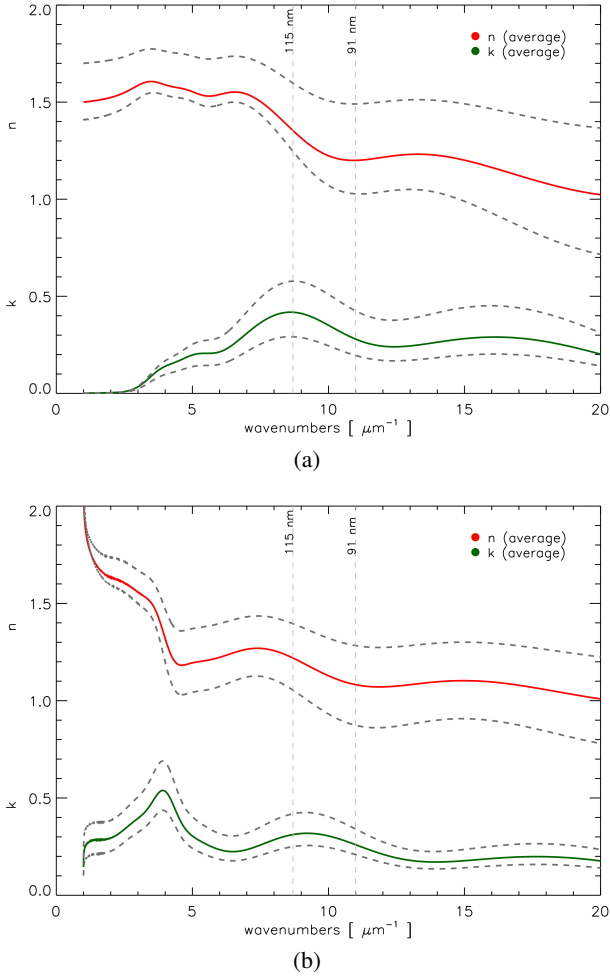 2.0
115 nm
91 nm
n (average)
k (average)
1.5
n
1.0
0.5
k
0.0
0 5 10 15 20
wavenumbers [ μm⁻¹ ]
(a)
2.0
115 nm
91 nm
n (average)
k (average)
1.5
n
1.0
0.5
k
0.0
0 5 10 15 20
wavenumbers [ μm⁻¹ ]
(b)